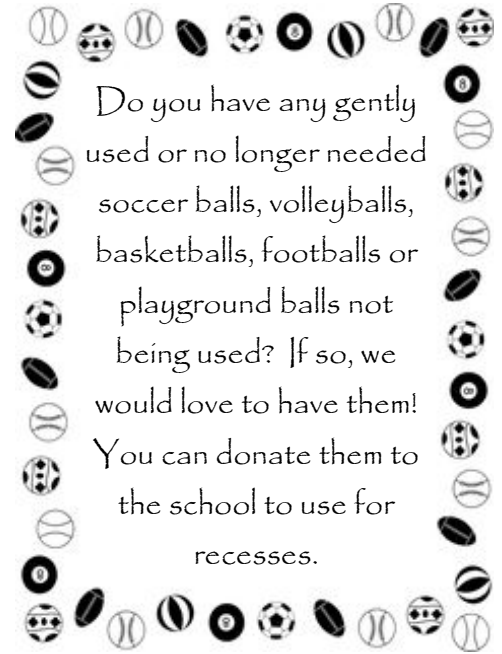 Do you have any gently
used or no longer needed
soccer balls, volleyballs,
basketballs, footballs or
playground balls not
being used?  If so, we
would love to have them!
You can donate them to
the school to use for
recesses.